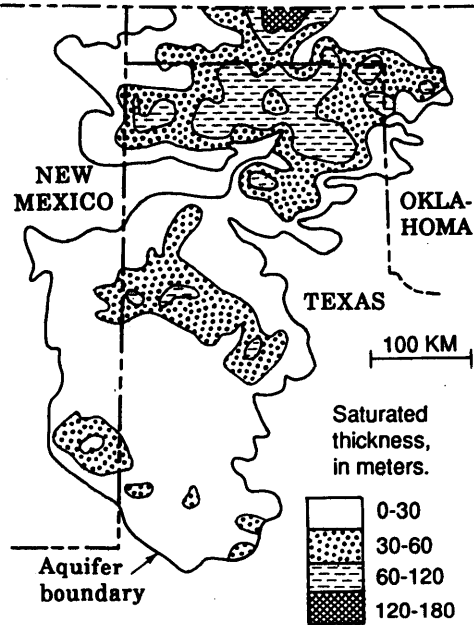 NEW
MEXICO
OKLA-
HOMA
TEXAS
100 KM
Saturated
thickness,
in meters.
0-30
30-60
60-120
120-180
Aquifer
boundary